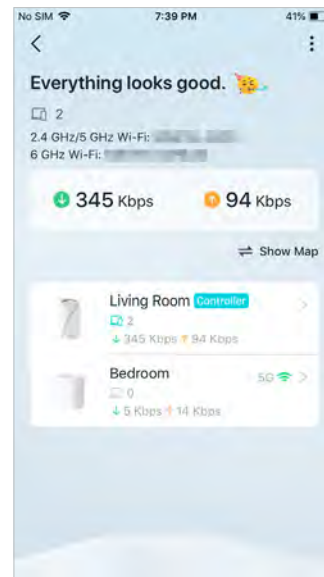 No SIM 7:39 PM 41%
Everything looks good.
2
2.4 GHz/5 GHz Wi-Fi:
6 GHz Wi-Fi:
345 Kbps 94 Kbps
Show Map
Living Room Controller
2
345 Kbps 94 Kbps
Bedroom 5G
0
5 Kbps 14 Kbps